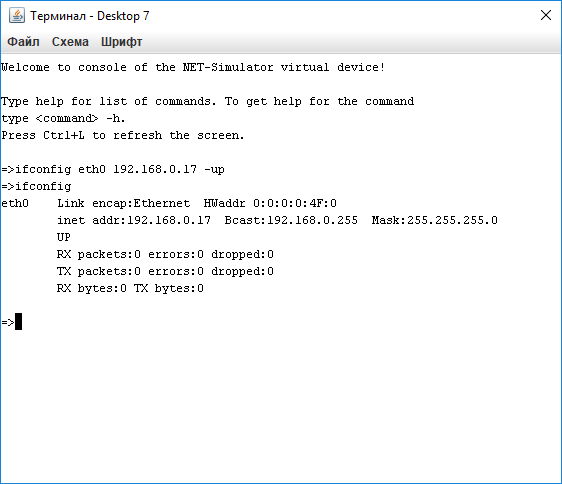 Терминал - Desktop 7
Файл Схема Шрифт
Welcome to console of the NET-Simulator virtual device!
Type help for list of commands. To get help for the command
type <command> -h.
Press Ctrl+L to refresh the screen.
=>ifconfig eth0 192.168.0.17 -up
=>ifconfig
eth0    Link encap:Ethernet  HWaddr 0:0:0:0:4F:0
        inet addr:192.168.0.17  Bcast:192.168.0.255  Mask:255.255.255.0
        UP
        RX packets:0 errors:0 dropped:0
        TX packets:0 errors:0 dropped:0
        RX bytes:0 TX bytes:0
=>